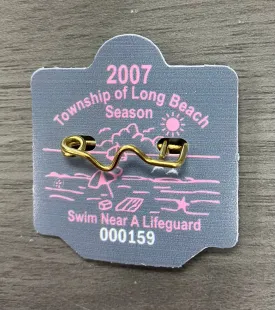 2007
Township of Long Beach
Season
Swim Near A Lifeguard
000159